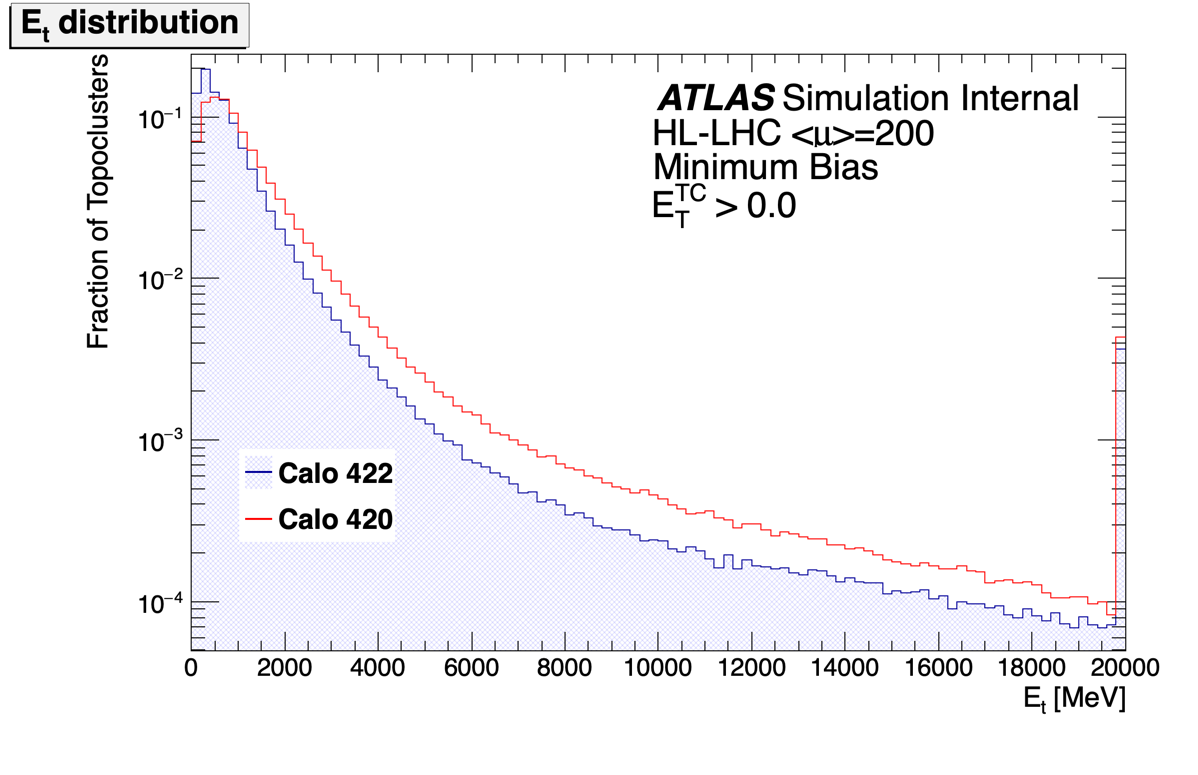 Eₜ distribution
Fraction of Topoclusters
ATLAS Simulation Internal
HL-LHC <μ>=200
Minimum Bias
E_T^TC > 0.0
10⁻¹
10⁻²
10⁻³
10⁻⁴
Calo 422
Calo 420
0 2000 4000 6000 8000 10000 12000 14000 16000 18000 20000
Eₜ [MeV]